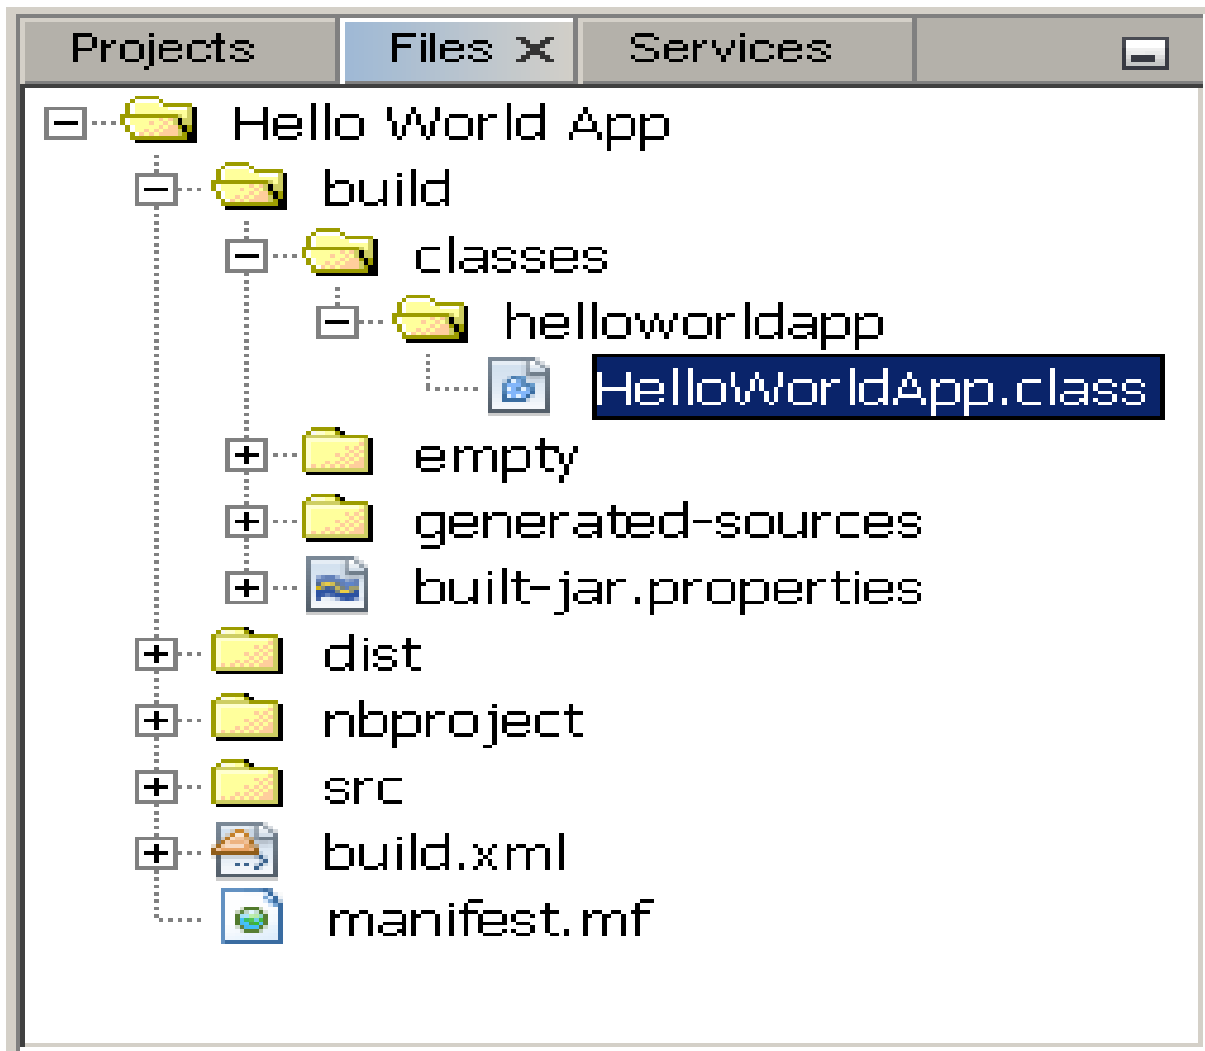 Projects Files Services
Hello World App
build
classes
helloworldapp
HelloWorldApp.class
empty
generated-sources
built-jar.properties
dist
nbproject
src
build.xml
manifest.mf